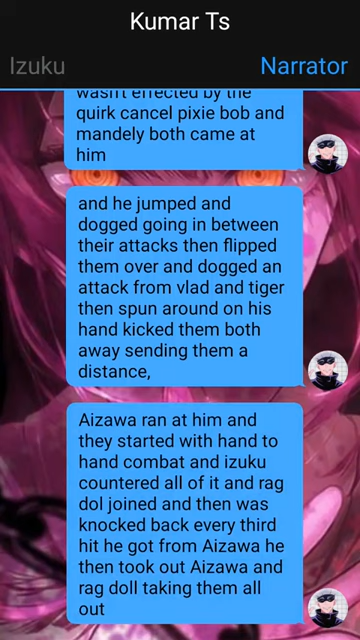 Kumar Ts
Izuku
Narrator
wasn't effected by the
quirk cancel pixie bob and
mandely both came at
him
and he jumped and
dogged going in between
their attacks then flipped
them over and dogged an
attack from vlad and tiger
then spun around on his
hand kicked them both
away sending them a
distance,
Aizawa ran at him and
they started with hand to
hand combat and izuku
countered all of it and rag
dol joined and then was
knocked back every third
hit he got from Aizawa he
then took out Aizawa and
rag doll taking them all
out